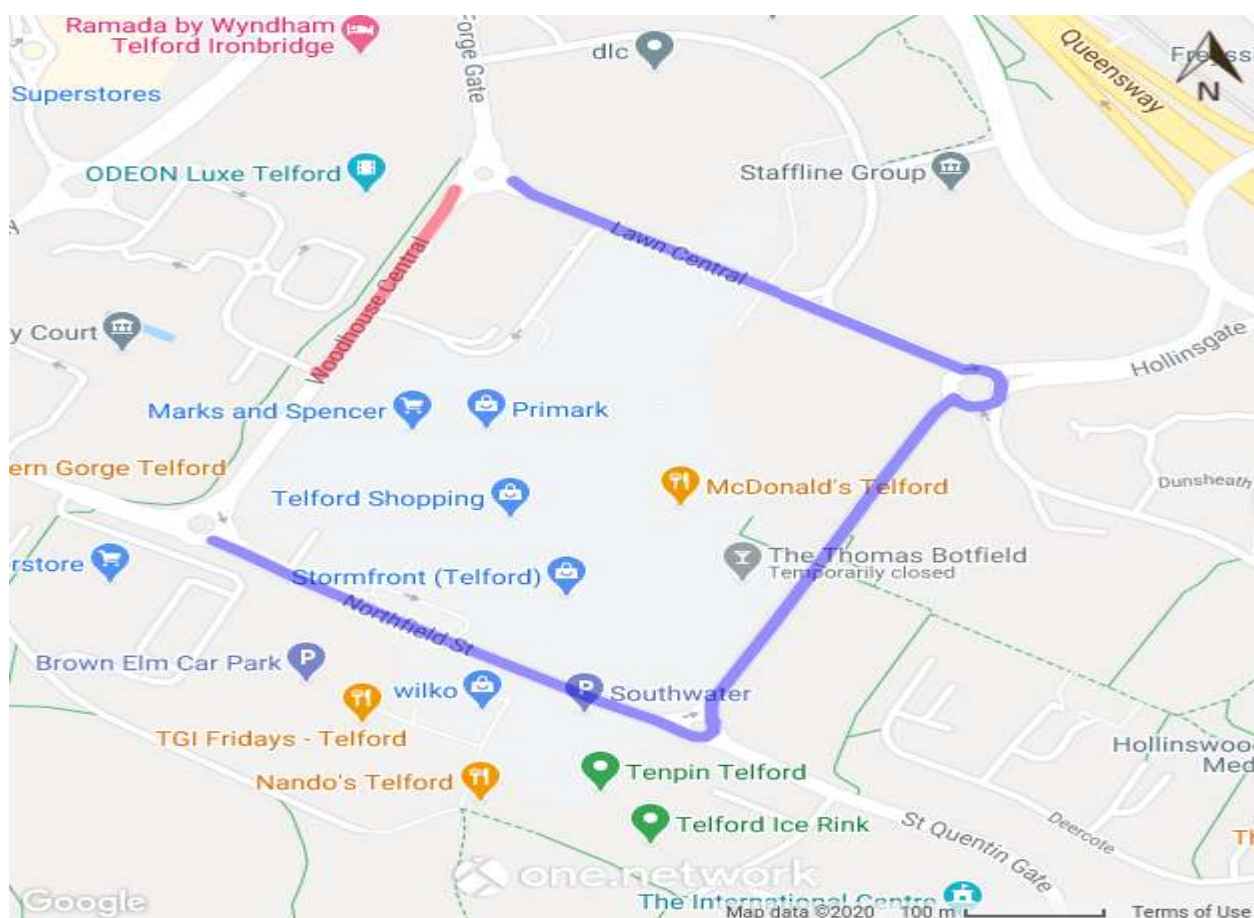 Ramada by Wyndham
Telford Ironbridge
Forge Gate
dlc
Queensway
Freyss
N
Superstores
ODEON Luxe Telford
Staffline Group
Lawn Central
Woodhouse Central
y Court
Hollinsgate
Marks and Spencer
Primark
ern Gorge Telford
Telford Shopping
McDonald's Telford
Dunsheath
rstore
Stormfront (Telford)
The Thomas Botfield
Temporarily closed
Northfield St
Brown Elm Car Park
P
wilko
P
Southwater
TGI Fridays - Telford
Nando's Telford
Tenpin Telford
Hollinswoo
Med
Telford Ice Rink
St Quentin Gate
Deercote
Th
one.network
Google
The International Centre
Map data ©2020
100 m
Terms of Use